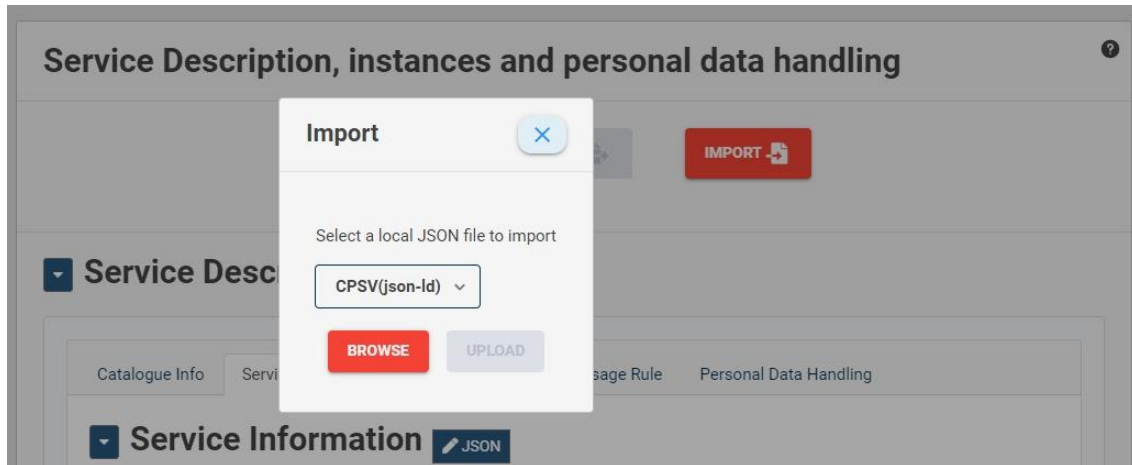 Service Description, instances and personal data handling
Import
IMPORT
Select a local JSON file to import
Service Desc
CPSV(json-ld)
BROWSE UPLOAD
Catalogue Info Servi sage Rule Personal Data Handling
Service Information JSON